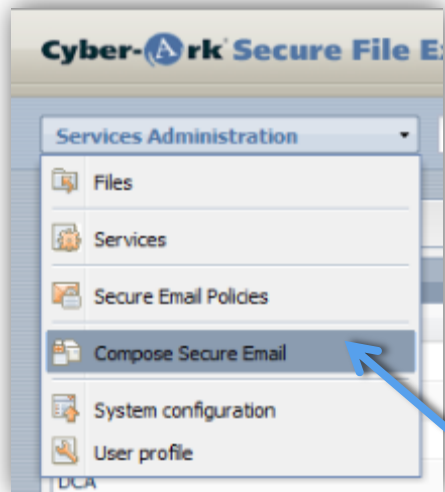 Cyber-Ark Secure File E
Services Administration
Files
Services
Secure Email Policies
Compose Secure Email
System configuration
User profile
DCA